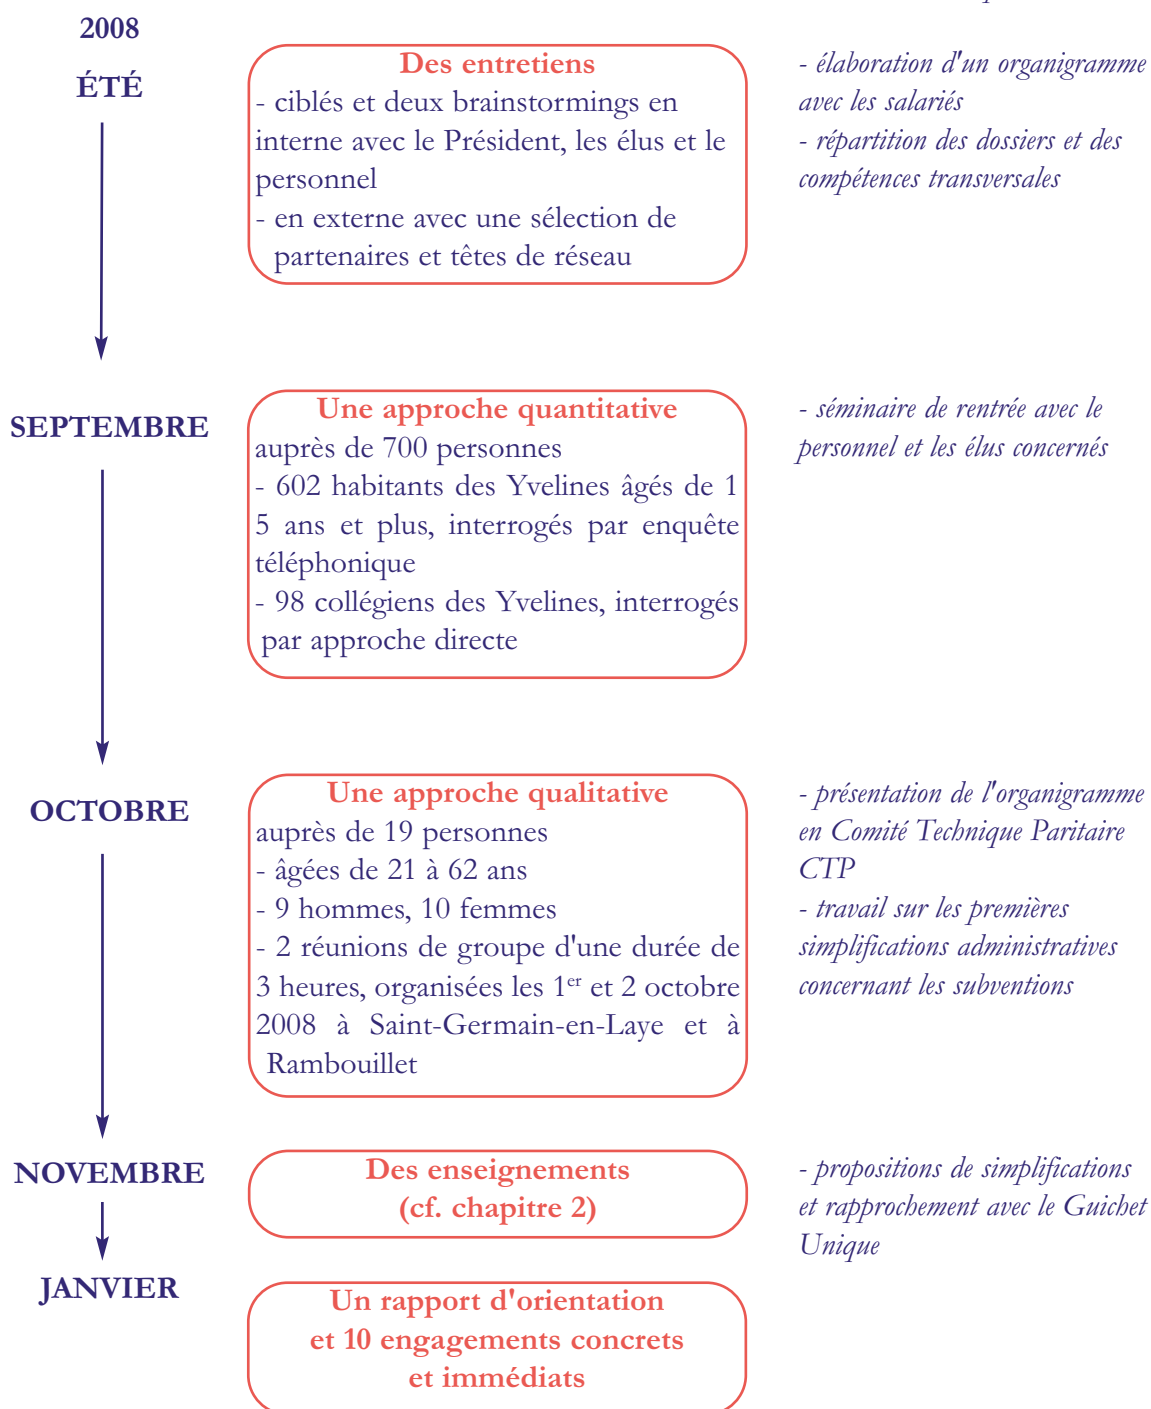 2008
ÉTÉ
Des entretiens
- ciblés et deux brainstormings en
interne avec le Président, les élus et le
personnel
- en externe avec une sélection de
partenaires et têtes de réseau
- élaboration d'un organigramme
avec les salariés
- répartition des dossiers et des
compétences transversales
SEPTEMBRE
Une approche quantitative
auprès de 700 personnes
- 602 habitants des Yvelines âgés de 1
5 ans et plus, interrogés par enquête
téléphonique
- 98 collégiens des Yvelines, interrogés
par approche directe
- séminaire de rentrée avec le
personnel et les élus concernés
OCTOBRE
Une approche qualitative
auprès de 19 personnes
- âgées de 21 à 62 ans
- 9 hommes, 10 femmes
- 2 réunions de groupe d'une durée de
3 heures, organisées les 1er et 2 octobre
2008 à Saint-Germain-en-Laye et à
Rambouillet
- présentation de l'organigramme
en Comité Technique Paritaire
CTP
- travail sur les premières
simplifications administratives
concernant les subventions
NOVEMBRE
Des enseignements
(cf. chapitre 2)
- propositions de simplifications
et rapprochement avec le Guichet
Unique
JANVIER
Un rapport d'orientation
et 10 engagements concrets
et immédiats